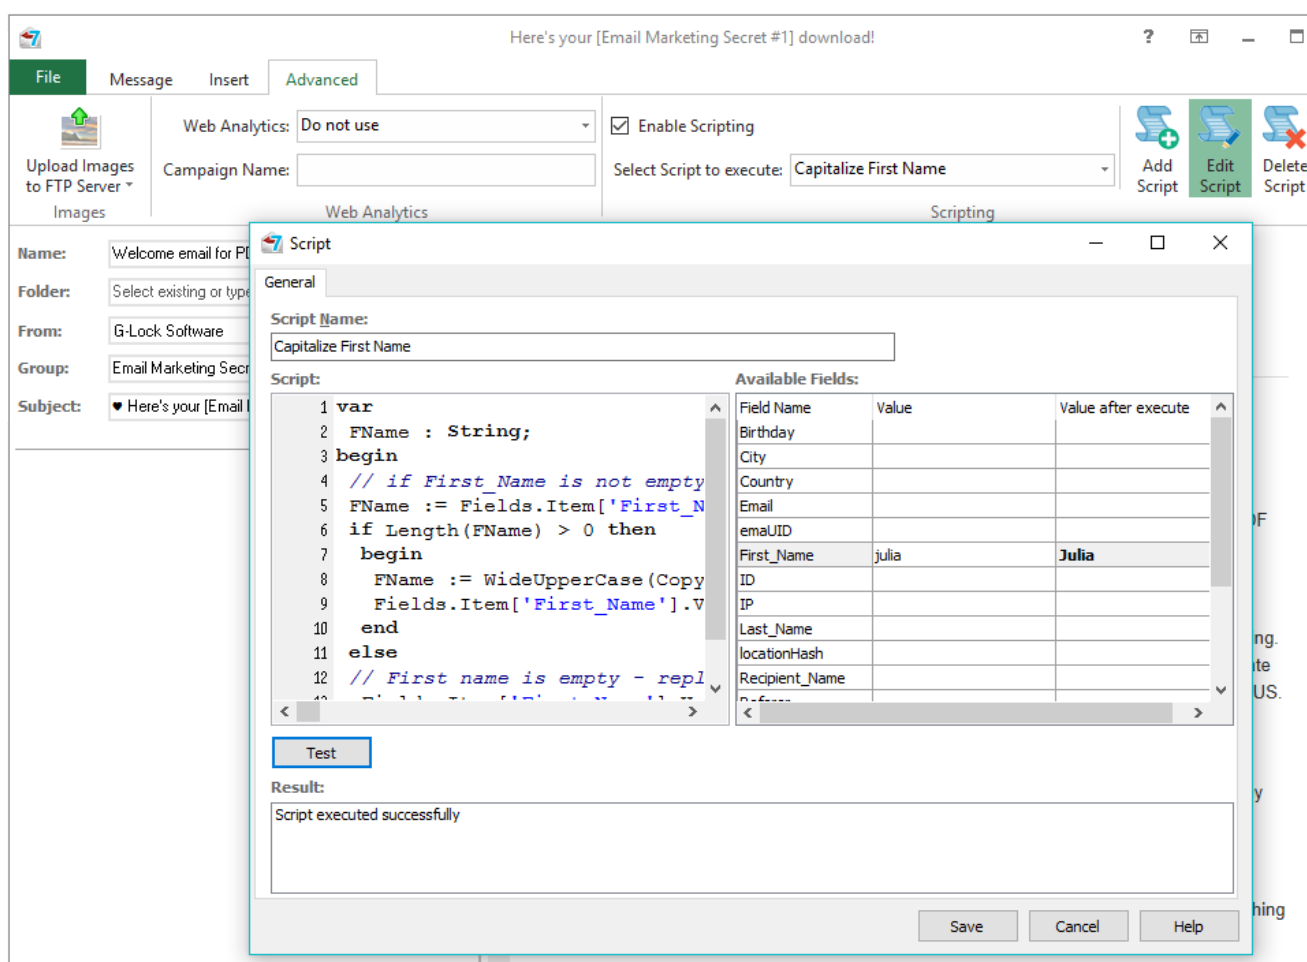 Here's your [Email Marketing Secret #1] download!
File Message Insert Advanced
Web Analytics: Do not use
Enable Scripting
Upload Images
to FTP Server
Campaign Name:
Select Script to execute: Capitalize First Name
Add
Script
Edit
Script
Delete
Script
Images
Web Analytics
Scripting
Name: Welcome email for
Folder: Select existing or type
From: G-Lock Software
Group: Email Marketing
Subject: ♥ Here's your [Email
Script
General
Script Name:
Capitalize First Name
Script:
1 var
2 FName : String;
3 begin
4 // if First_Name is not empty
5 FName := Fields.Item['First_N
6 if Length(FName) > 0 then
7 begin
8 FName := WideUpperCase(Copy
9 Fields.Item['First_Name'].V
10 end
11 else
12 // First name is empty - repl
Available Fields:
Field Name Value Value after execute
Birthday
City
Country
Email
emaUID
First_Name julia Julia
ID
IP
Last_Name
locationHash
Recipient_Name
Test
Result:
Script executed successfully
Save Cancel Help
ng.
US.
hing